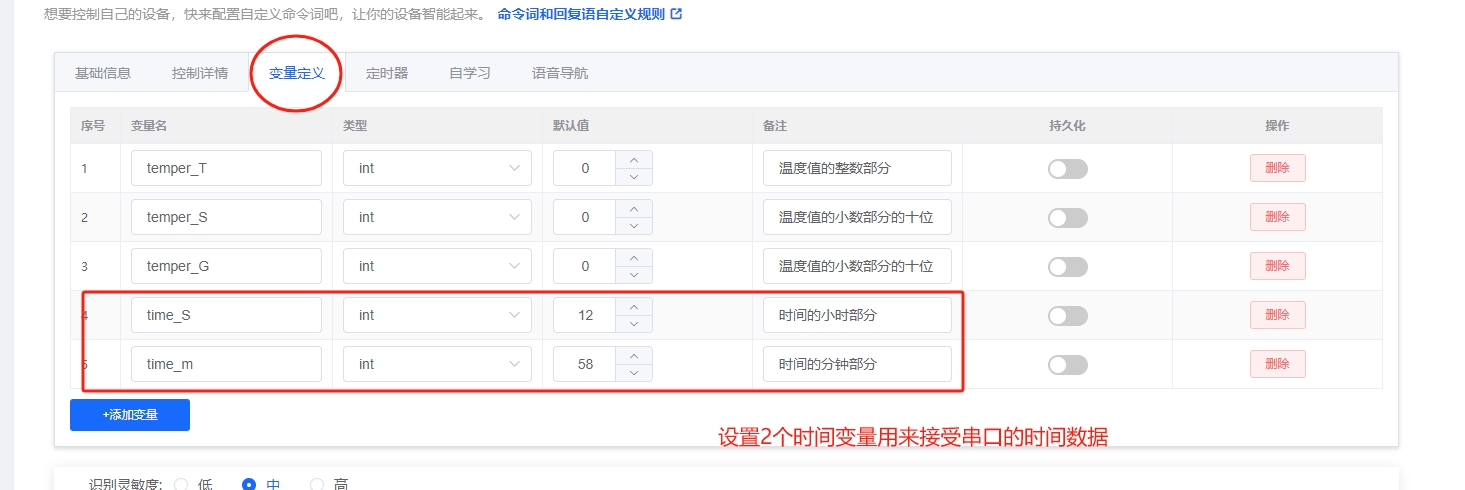 想要控制自己的设备，快来配置自定义命令词吧，让你的设备智能起来。 命令词和回复语自定义规则
基础信息 控制详情 变量定义 定时器 自学习 语音导航
序号 变量名 类型 默认值 备注 持久化 操作
1 temper_T int 0 温度值的整数部分 删除
2 temper_S int 0 温度值的小数部分的十位 删除
3 temper_G int 0 温度值的小数部分的十位 删除
4 time_S int 12 时间的小时部分 删除
5 time_m int 58 时间的分钟部分 删除
+添加变量
设置2个时间变量用来接受串口的时间数据
识别灵敏度: 低 中 高